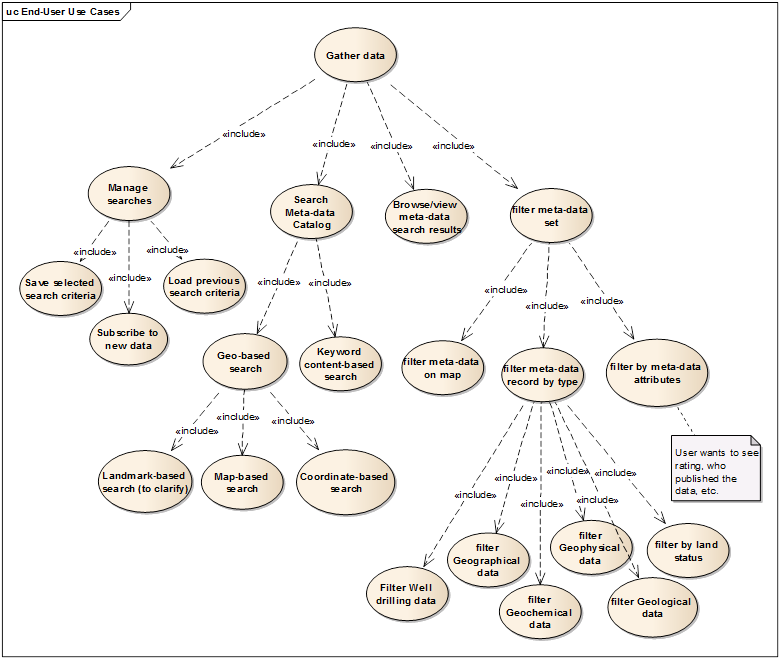 uc End-User Use Cases
Gather data
«include»
«include»
«include»
«include»
Manage
searches
Search
Meta-data
Catalog
Browse/view
meta-data
search results
filter meta-data
set
«include»
«include»
«include»
Save selected
search criteria
Subscribe to
new data
Load previous
search criteria
«include»
«include»
Geo-based
search
Keyword
content-based
search
«include»
«include»
«include»
filter meta-data
on map
filter meta-data
record by type
filter by meta-data
attributes
«include»
«include»
«include»
Landmark-based
search (to clarify)
Map-based
search
Coordinate-based
search
User wants to see
rating, who
published the
data, etc.
«include»
«include»
«include»
«include»
«include»
«include»
Filter Well
drilling data
filter
Geographical
data
filter
Geochemical
data
filter
Geophysical
data
filter Geological
data
filter by land
status